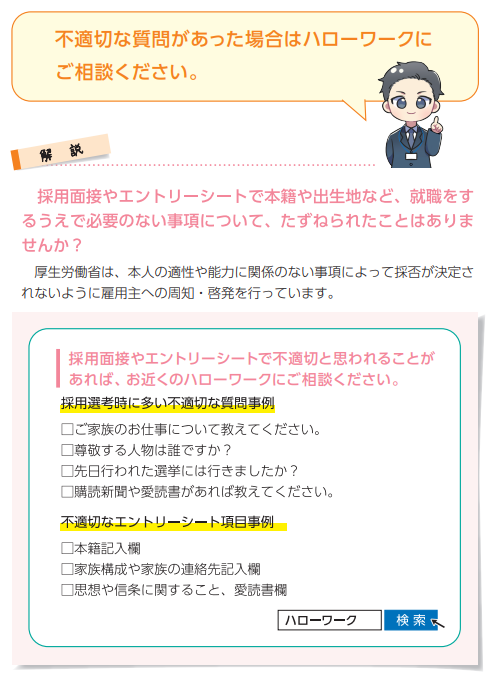 不適切な質問があった場合はハローワークに
ご相談ください。
解説
採用面接やエントリーシートで本籍や出生地など、就職をす
るうえで必要のない事項について、たずねられたことはありま
せんか？
厚生労働省は、本人の適性や能力に関係のない事項によって採否が決定さ
れないように雇用主への周知・啓発を行っています。
採用面接やエントリーシートで不適切と思われることが
あれば、お近くのハローワークにご相談ください。
採用選考時に多い不適切な質問事例
□ご家族のお仕事について教えてください。
□尊敬する人物は誰ですか？
□先日行われた選挙には行きましたか？
□購読新聞や愛読書があれば教えてください。
不適切なエントリーシート項目事例
□本籍記入欄
□家族構成や家族の連絡先記入欄
□思想や信条に関すること、愛読書欄
ハローワーク 検索